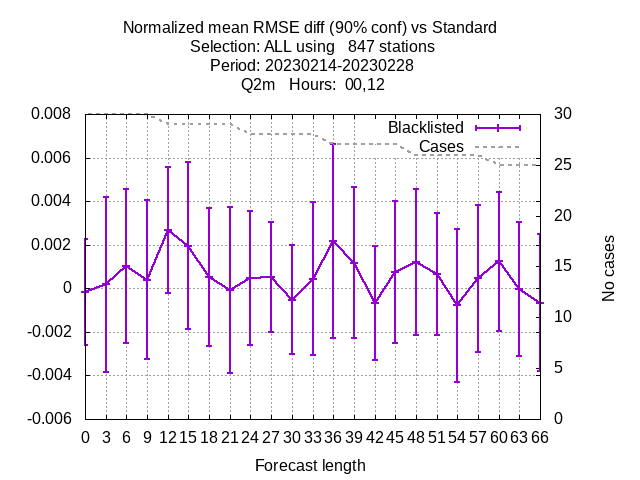 Normalized mean RMSE diff (90% conf) vs Standard
Selection: ALL using   847 stations
Period: 20230214-20230228
Q2m   Hours:  00,12
0.008 30
Blacklisted
Cases
0.006 25
0.004 20
0.002 15
0
-0.002 10
-0.004 5
-0.006 0
No cases
0 3 6 9 12 15 18 21 24 27 30 33 36 39 42 45 48 51 54 57 60 63 66
Forecast length